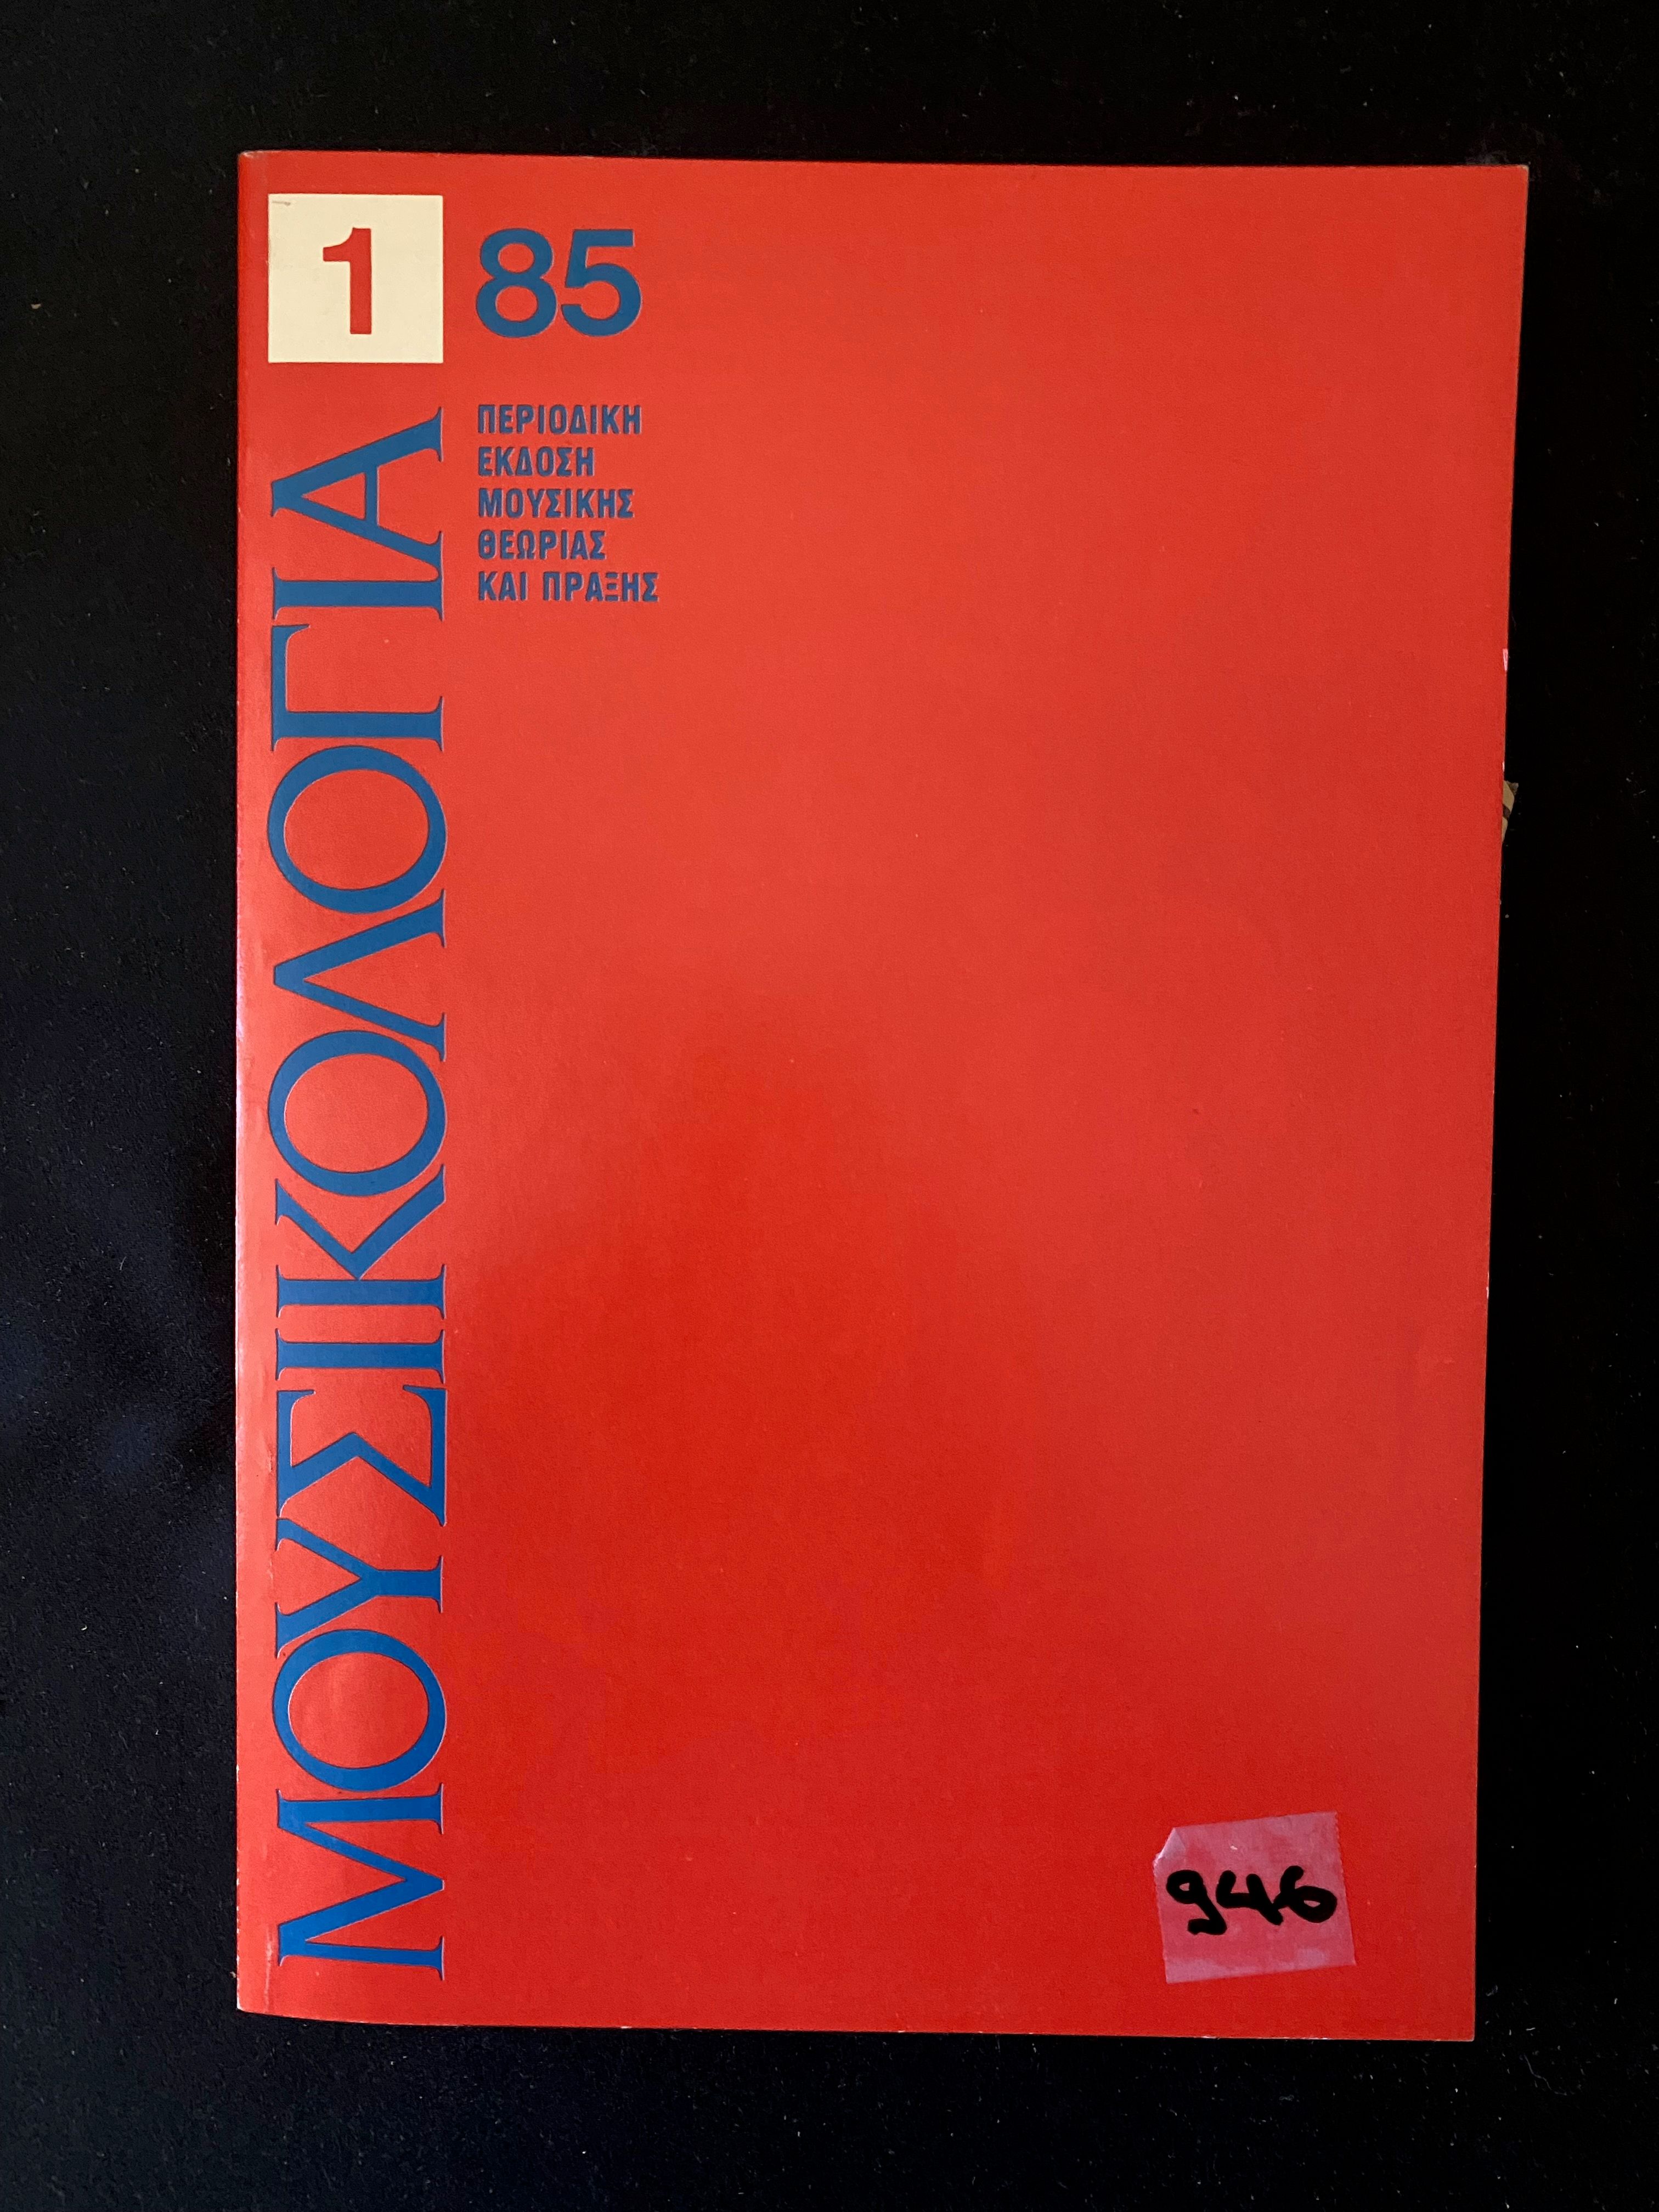 1 85
ΠΕΡΙΟΔΙΚΗ
ΕΚΔΟΣΗ
ΜΟΥΣΙΚΗΣ
ΘΕΩΡΙΑΣ
ΚΑΙ ΠΡΑΞΗΣ
ΜΟΥΣΙΚΟΛΟΓΙΑ
946